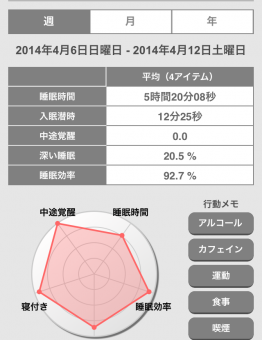 週 月 年
2014年4月6日日曜日 - 2014年4月12日土曜日
平均（4アイテム）
睡眠時間 5時間20分08秒
入眠潜時 12分25秒
中途覚醒 0.0
深い睡眠 20.5 %
睡眠効率 92.7 %
行動メモ
中途覚醒 睡眠時間
アルコール
カフェイン
運動
寝付き 睡眠効率
食事
喫煙